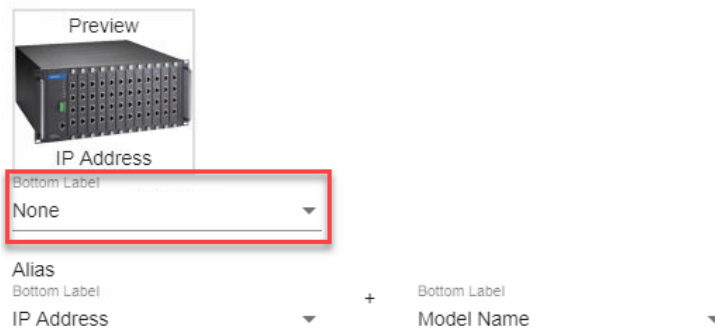 Preview
IP Address
Bottom Label
None
Alias
Bottom Label
IP Address
+
Bottom Label
Model Name